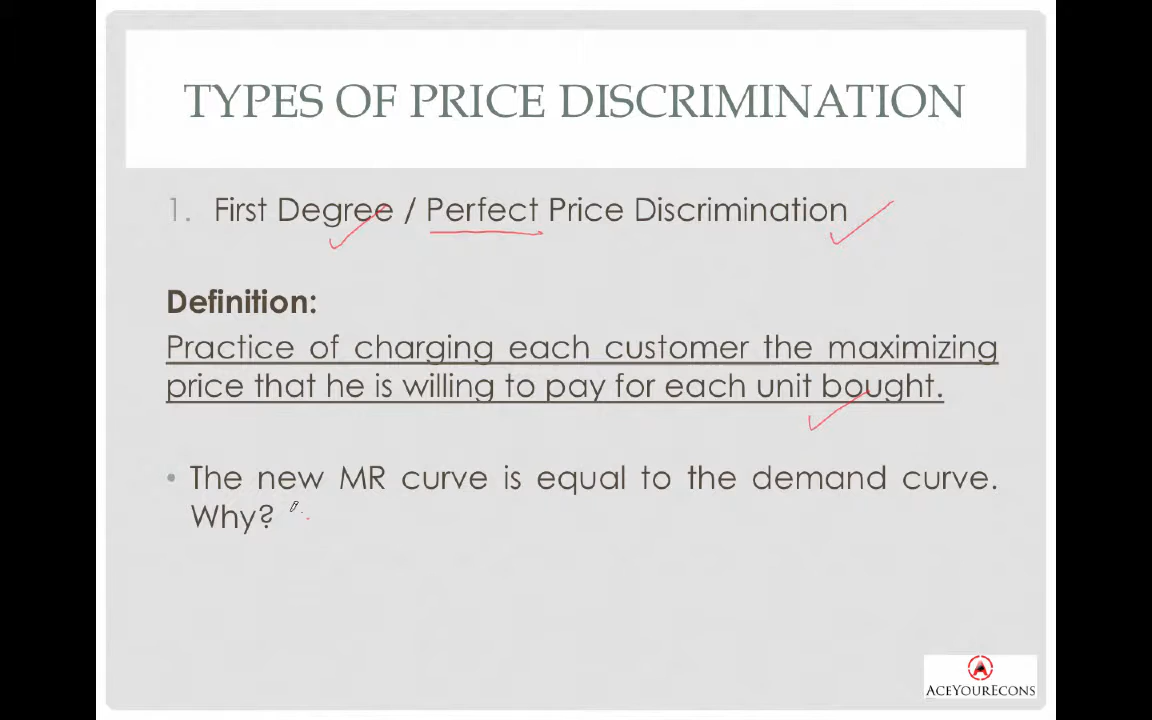 TYPES OF PRICE DISCRIMINATION
1. First Degree / Perfect Price Discrimination
Definition:
Practice of charging each customer the maximizing
price that he is willing to pay for each unit bought.
• The new MR curve is equal to the demand curve.
Why?
ACEYOURECONS